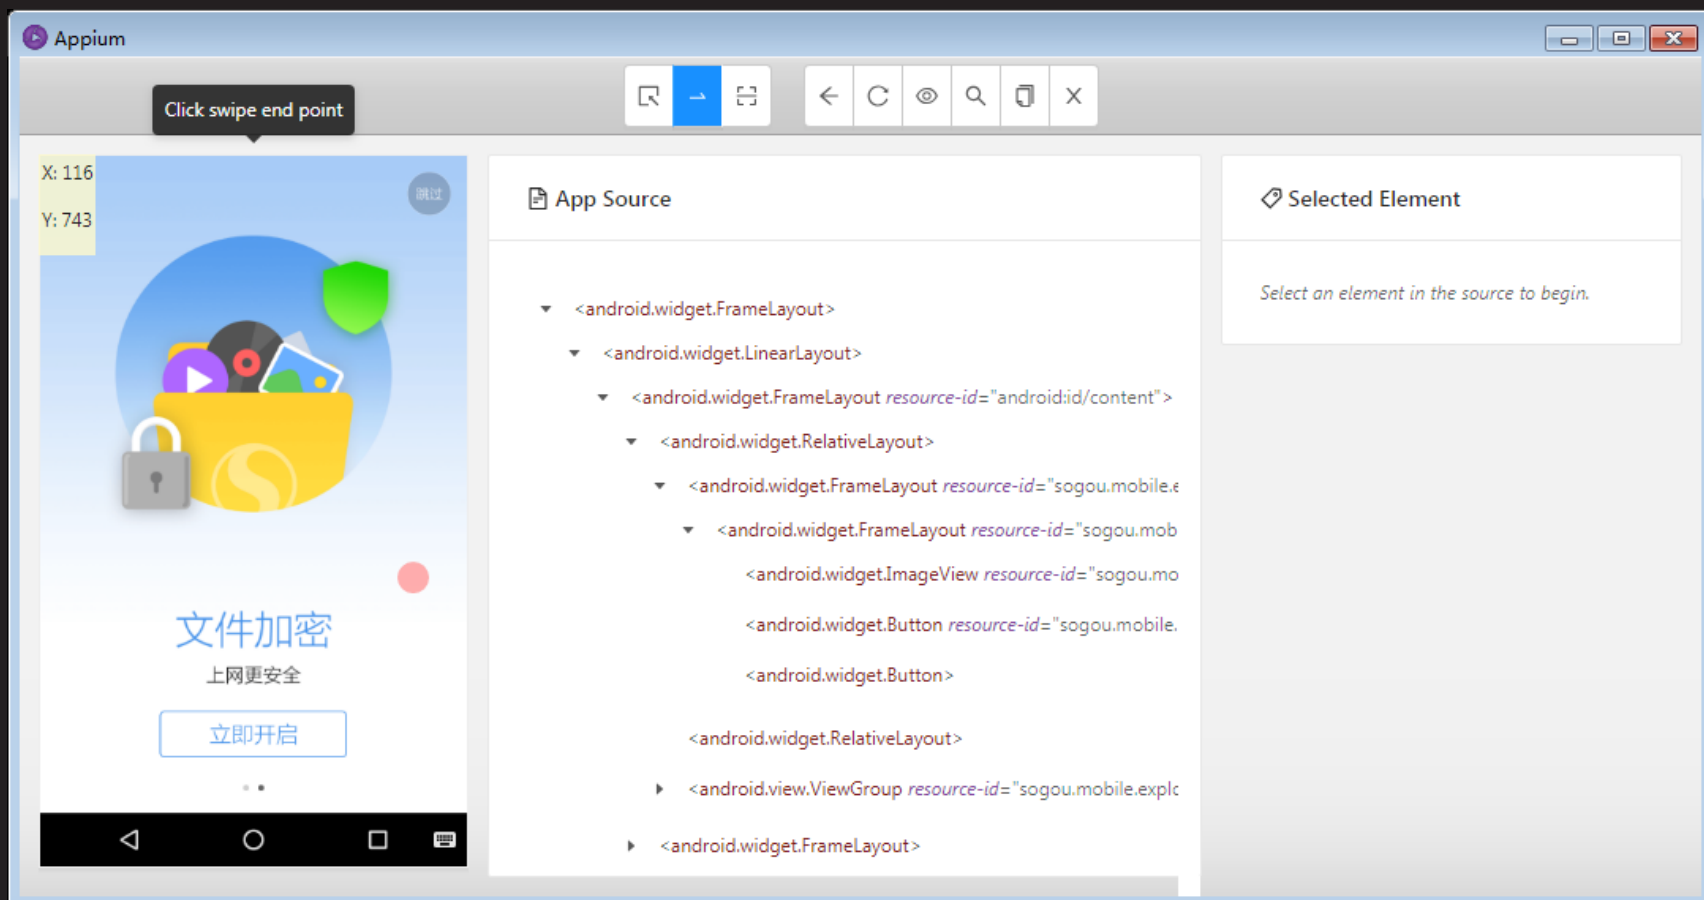 Appium
Click swipe end point
X: 116
Y: 743
跳过
文件加密
上网更安全
立即开启
App Source
<android.widget.FrameLayout>
<android.widget.LinearLayout>
<android.widget.FrameLayout resource-id="android:id/content">
<android.widget.RelativeLayout>
<android.widget.FrameLayout resource-id="sogou.mobile.e
<android.widget.FrameLayout resource-id="sogou.mob
<android.widget.ImageView resource-id="sogou.mo
<android.widget.Button resource-id="sogou.mobile.
<android.widget.Button>
<android.widget.RelativeLayout>
<android.view.ViewGroup resource-id="sogou.mobile.explo
<android.widget.FrameLayout>
Selected Element
Select an element in the source to begin.